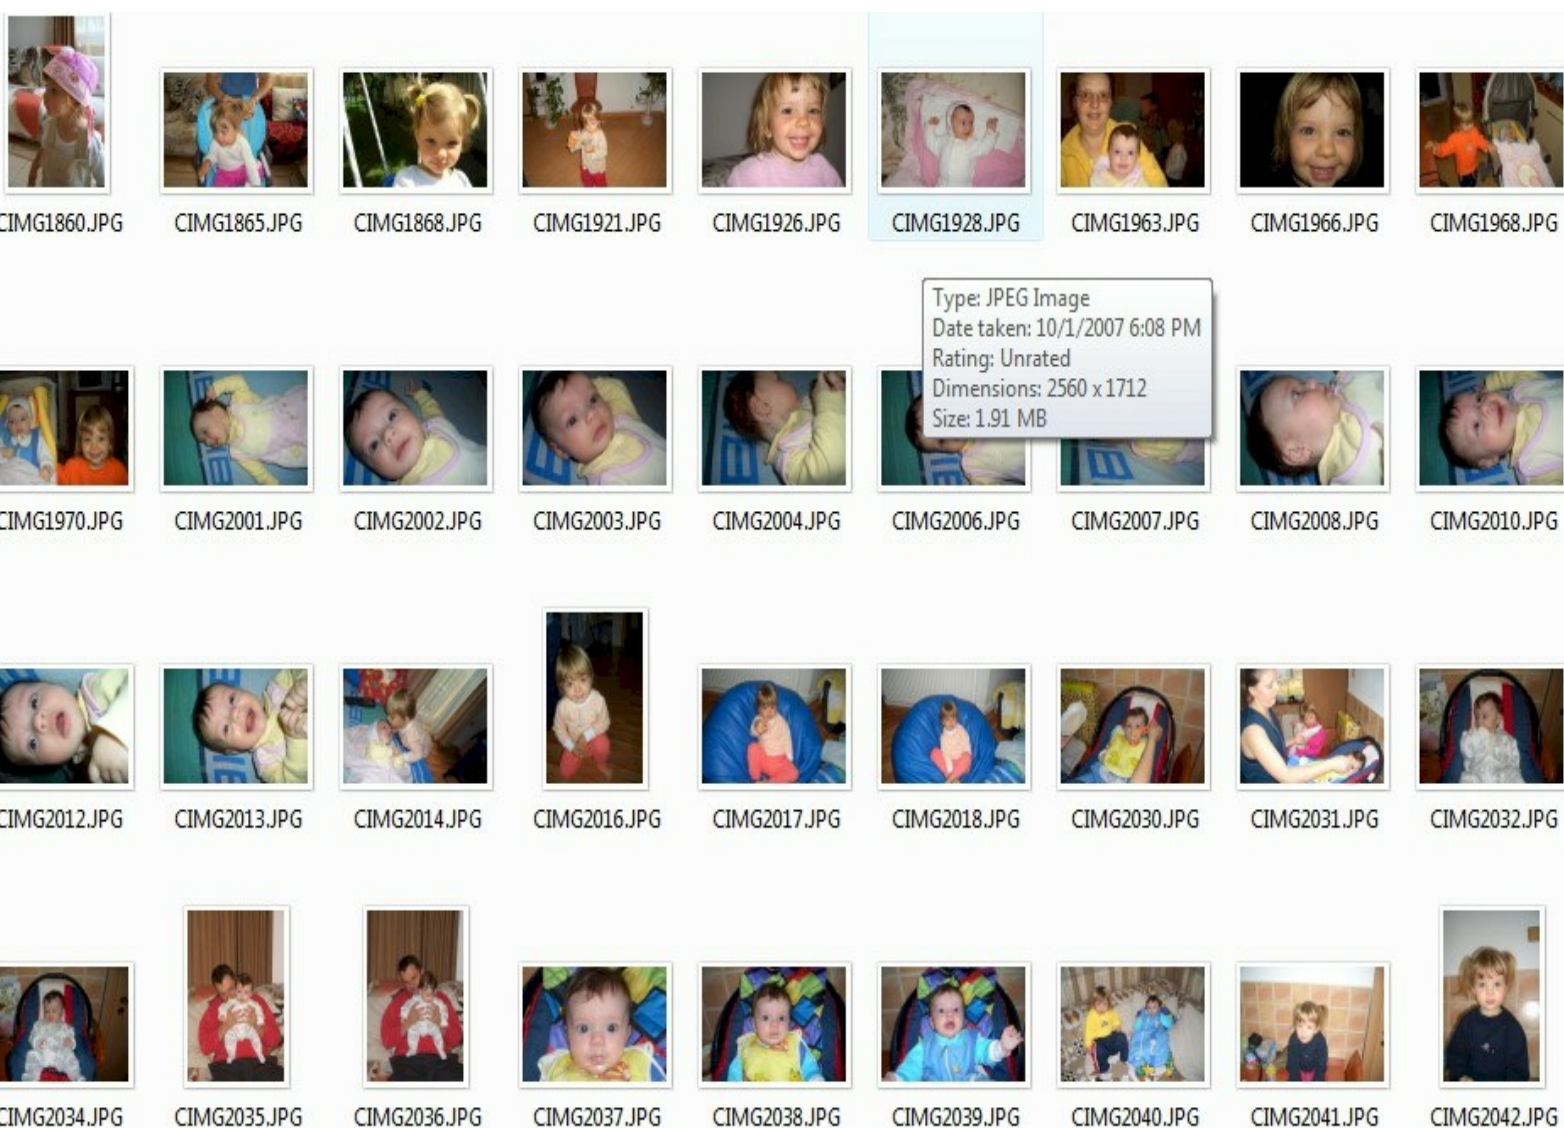 CIMG1860.JPG CIMG1865.JPG CIMG1868.JPG CIMG1921.JPG CIMG1926.JPG CIMG1928.JPG CIMG1963.JPG CIMG1966.JPG CIMG1968.JPG
Type: JPEG Image
Date taken: 10/1/2007 6:08 PM
Rating: Unrated
Dimensions: 2560 x 1712
Size: 1.91 MB
CIMG1970.JPG CIMG2001.JPG CIMG2002.JPG CIMG2003.JPG CIMG2004.JPG CIMG2006.JPG CIMG2007.JPG CIMG2008.JPG CIMG2010.JPG
CIMG2012.JPG CIMG2013.JPG CIMG2014.JPG CIMG2016.JPG CIMG2017.JPG CIMG2018.JPG CIMG2030.JPG CIMG2031.JPG CIMG2032.JPG
CIMG2034.JPG CIMG2035.JPG CIMG2036.JPG CIMG2037.JPG CIMG2038.JPG CIMG2039.JPG CIMG2040.JPG CIMG2041.JPG CIMG2042.JPG